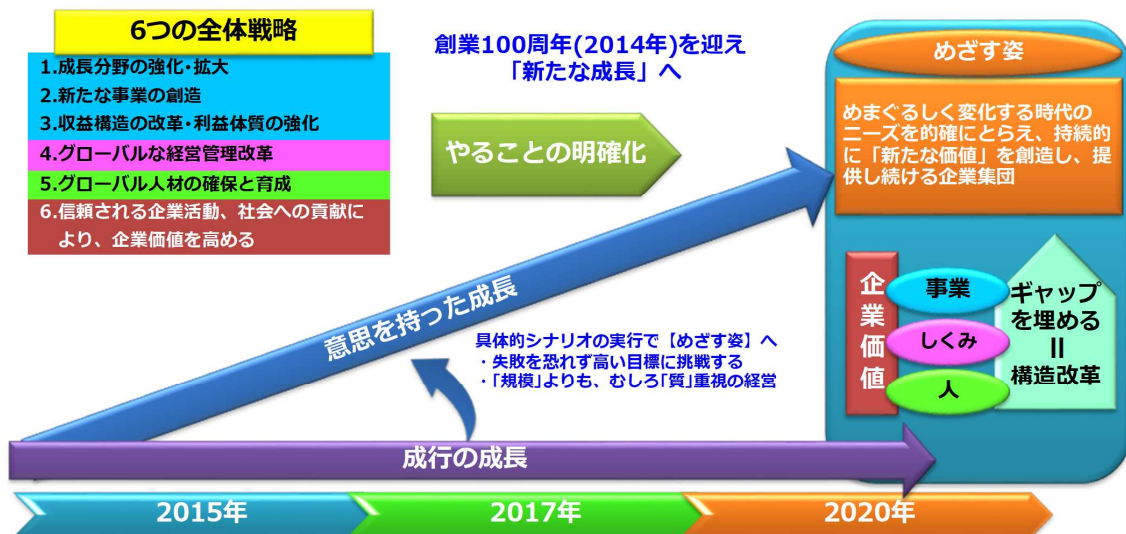 6つの全体戦略
1.成長分野の強化・拡大
2.新たな事業の創造
3.収益構造の改革・利益体質の強化
4.グローバルな経営管理改革
5.グローバル人材の確保と育成
6.信頼される企業活動、社会への貢献に
より、企業価値を高める
創業100周年(2014年)を迎え
「新たな成長」へ
やることの明確化
めざす姿
めまぐるしく変化する時代の
ニーズを的確にとらえ、持続的
に「新たな価値」を創造し、提
供し続ける企業集団
意思を持った成長
具体的シナリオの実行で【めざす姿】へ
・失敗を恐れず高い目標に挑戦する
・「規模」よりも、むしろ「質」重視の経営
企業価値
事業
しくみ
人
ギャップ
を埋める
=
構造改革
成行の成長
2015年
2017年
2020年